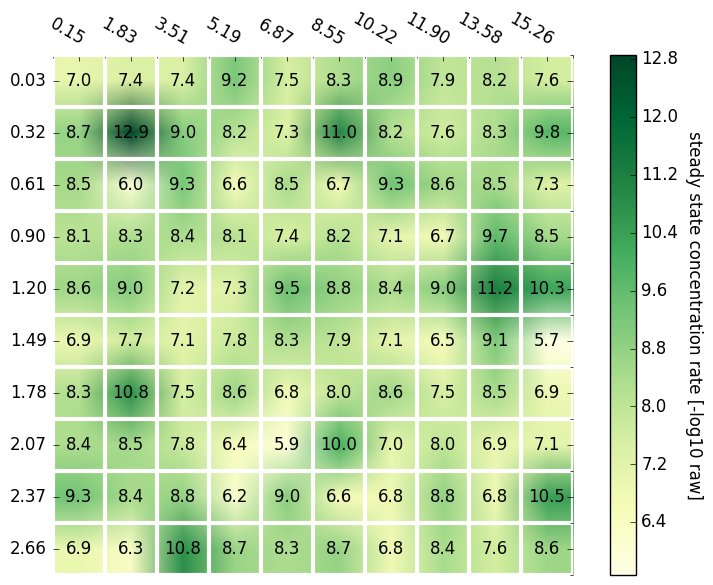 0.15 1.83 3.51 5.19 6.87 8.55 10.22 11.90 13.58 15.26
0.03 7.0 7.4 7.4 9.2 7.5 8.3 8.9 7.9 8.2 7.6
0.32 8.7 12.9 9.0 8.2 7.3 11.0 8.2 7.6 8.3 9.8
0.61 8.5 6.0 9.3 6.6 8.5 6.7 9.3 8.6 8.5 7.3
0.90 8.1 8.3 8.4 8.1 7.4 8.2 7.1 6.7 9.7 8.5
1.20 8.6 9.0 7.2 7.3 9.5 8.8 8.4 9.0 11.2 10.3
1.49 6.9 7.7 7.1 7.8 8.3 7.9 7.1 6.5 9.1 5.7
1.78 8.3 10.8 7.5 8.6 6.8 8.0 8.6 7.5 8.5 6.9
2.07 8.4 8.5 7.8 6.4 5.9 10.0 7.0 8.0 6.9 7.1
2.37 9.3 8.4 8.8 6.2 9.0 6.6 6.8 8.8 6.8 10.5
2.66 6.9 6.3 10.8 8.7 8.3 8.7 6.8 8.4 7.6 8.6
12.8
12.0
11.2
10.4
9.6
8.8
8.0
7.2
6.4
steady state concentration rate [-log10 raw]